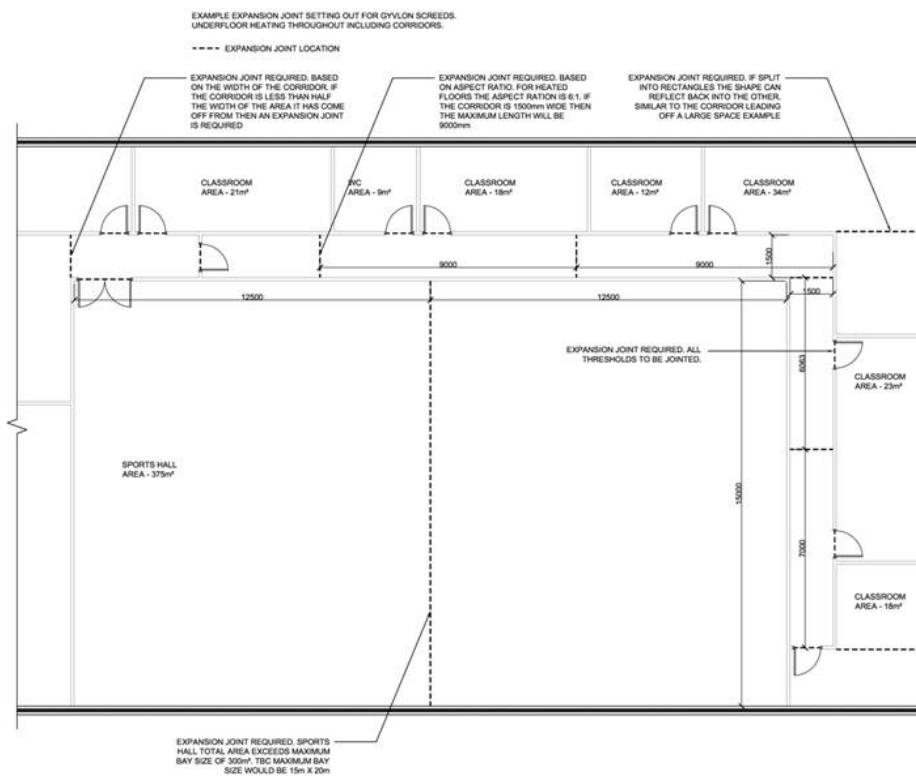 EXAMPLE EXPANSION JOINT SETTING OUT FOR GYVLON SCREEDS.
UNDERFLOOR HEATING THROUGHOUT INCLUDING CORRIDORS.
EXPANSION JOINT LOCATION
EXPANSION JOINT REQUIRED. BASED
ON THE WIDTH OF THE CORRIDOR. IF
THE CORRIDOR IS LESS THAN HALF
THE WIDTH OF THE AREA IT HAS COME
OFF FROM THEN AN EXPANSION JOINT
IS REQUIRED
EXPANSION JOINT REQUIRED. BASED
ON ASPECT RATIO. FOR HEATED
FLOORS THE ASPECT RATION IS 6:1. IF
THE CORRIDOR IS 1500mm WIDE THEN
THE MAXIMUM LENGTH WILL BE
9000mm
EXPANSION JOINT REQUIRED. IF SPLIT
INTO RECTANGLES THE SHAPE CAN
REFLECT BACK INTO THE OTHER.
SIMILAR TO THE CORRIDOR LEADING
OFF A LARGE SPACE EXAMPLE
CLASSROOM
AREA - 21m²
WC
AREA - 9m²
CLASSROOM
AREA - 18m²
CLASSROOM
AREA - 12m²
CLASSROOM
AREA - 34m²
9000
9000
1500
12500
12500
1500
EXPANSION JOINT REQUIRED. ALL
THRESHOLDS TO BE JOINTED.
6063
CLASSROOM
AREA - 23m²
SPORTS HALL
AREA - 375m²
15000
7000
CLASSROOM
AREA - 18m²
EXPANSION JOINT REQUIRED. SPORTS
HALL TOTAL AREA EXCEEDS MAXIMUM
BAY SIZE OF 300m². TBC MAXIMUM BAY
SIZE WOULD BE 15m X 20m